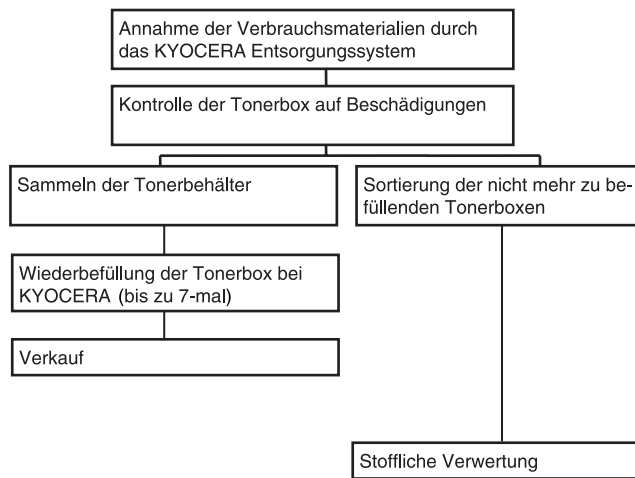 Annahme der Verbrauchsmaterialien durch
das KYOCERA Entsorgungssystem
Kontrolle der Tonerbox auf Beschädigungen
Sammeln der Tonerbehälter
Sortierung der nicht mehr zu be-
füllenden Tonerboxen
Wiederbefüllung der Tonerbox bei
KYOCERA (bis zu 7-mal)
Verkauf
Stoffliche Verwertung